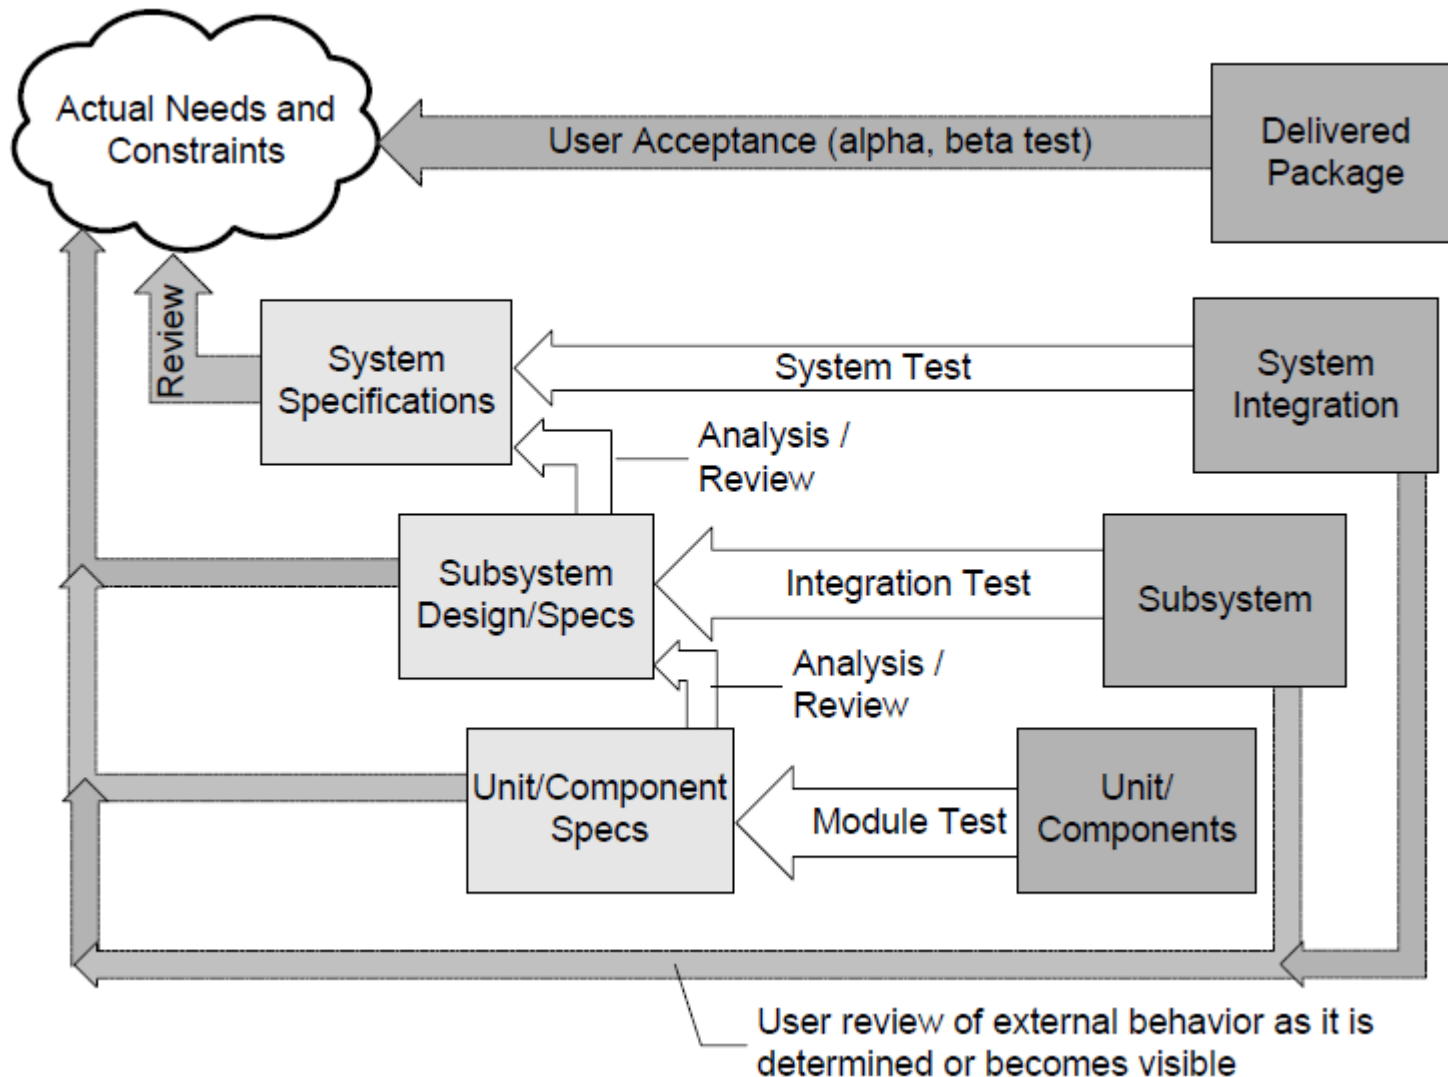 Actual Needs and
Constraints
User Acceptance (alpha, beta test)
Delivered
Package
Review
System
Specifications
System Test
System
Integration
Analysis /
Review
Subsystem
Design/Specs
Integration Test
Subsystem
Analysis /
Review
Unit/Component
Specs
Module Test
Unit/
Components
User review of external behavior as it is
determined or becomes visible